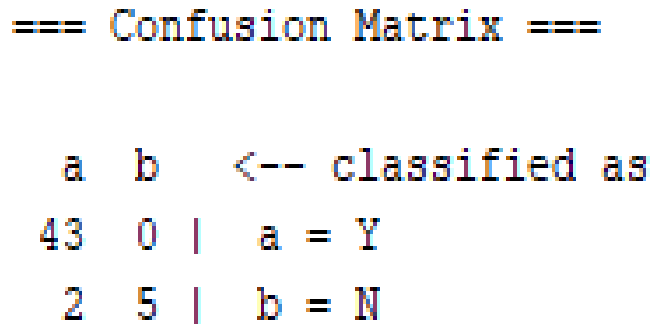 === Confusion Matrix ===
a b <-- classified as
43 0 | a = Y
2 5 | b = N